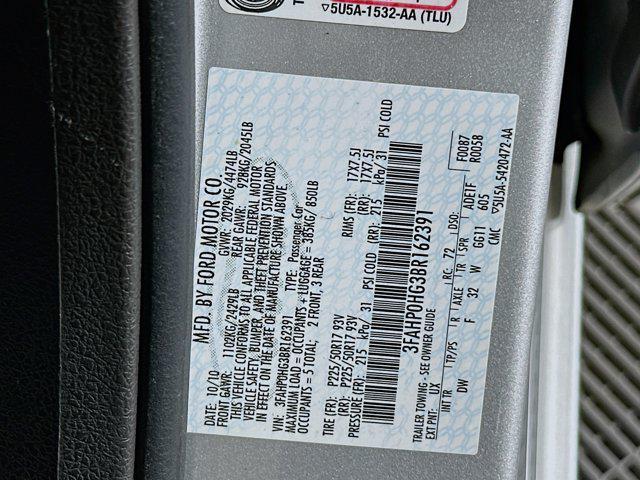 ▽5U5A-1532-AA (TLU)
MFD. BY FORD MOTOR CO.
DATE: 10/10 GVWR: 2029KG/4474LB
FRONT GAWR: 1102KG/2429LB REAR GAWR: 928KG/2045LB
THIS VEHICLE CONFORMS TO ALL APPLICABLE FEDERAL MOTOR
VEHICLE SAFETY, BUMPER, AND THEFT PREVENTION STANDARDS
IN EFFECT ON THE DATE OF MANUFACTURE SHOWN ABOVE.
VIN: 3FAHP0HG3BR162391 TYPE: Passenger Car
MAXIMUM LOAD = OCCUPANTS + LUGGAGE = 385KG/ 850LB
OCCUPANTS = 5 TOTAL; 2 FRONT, 3 REAR
TIRE (FR): P225/50R17 93V RIMS (FR): 17X7.5J
(RR): P225/50R17 93V (RR): 17X7.5J
PRESSURE (FR): 215 kPa/ 31 PSI COLD (RR): 215 kPa/ 31 PSI COLD
3FAHP0HG3BR162391
TRAILER TOWING - SEE OWNER GUIDE F0087
EXT PNT: UX RC: 72 DSO: R0058
INT TR TP/PS R AXLE TR SPR ADETF
DW F 32 W GG11 605
CMC ▽5U5A-5420472-AA